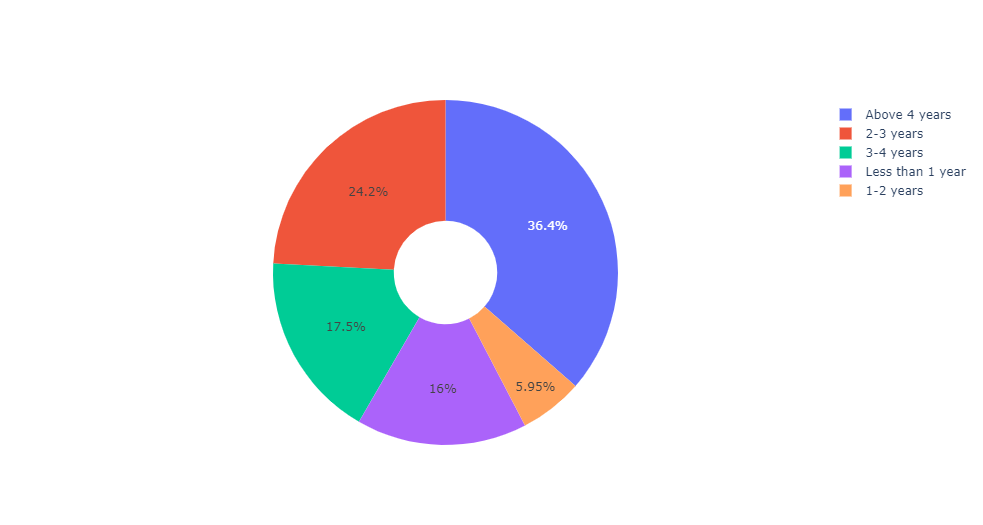 Above 4 years
2-3 years
3-4 years
Less than 1 year
1-2 years
24.2%
36.4%
17.5%
16%
5.95%